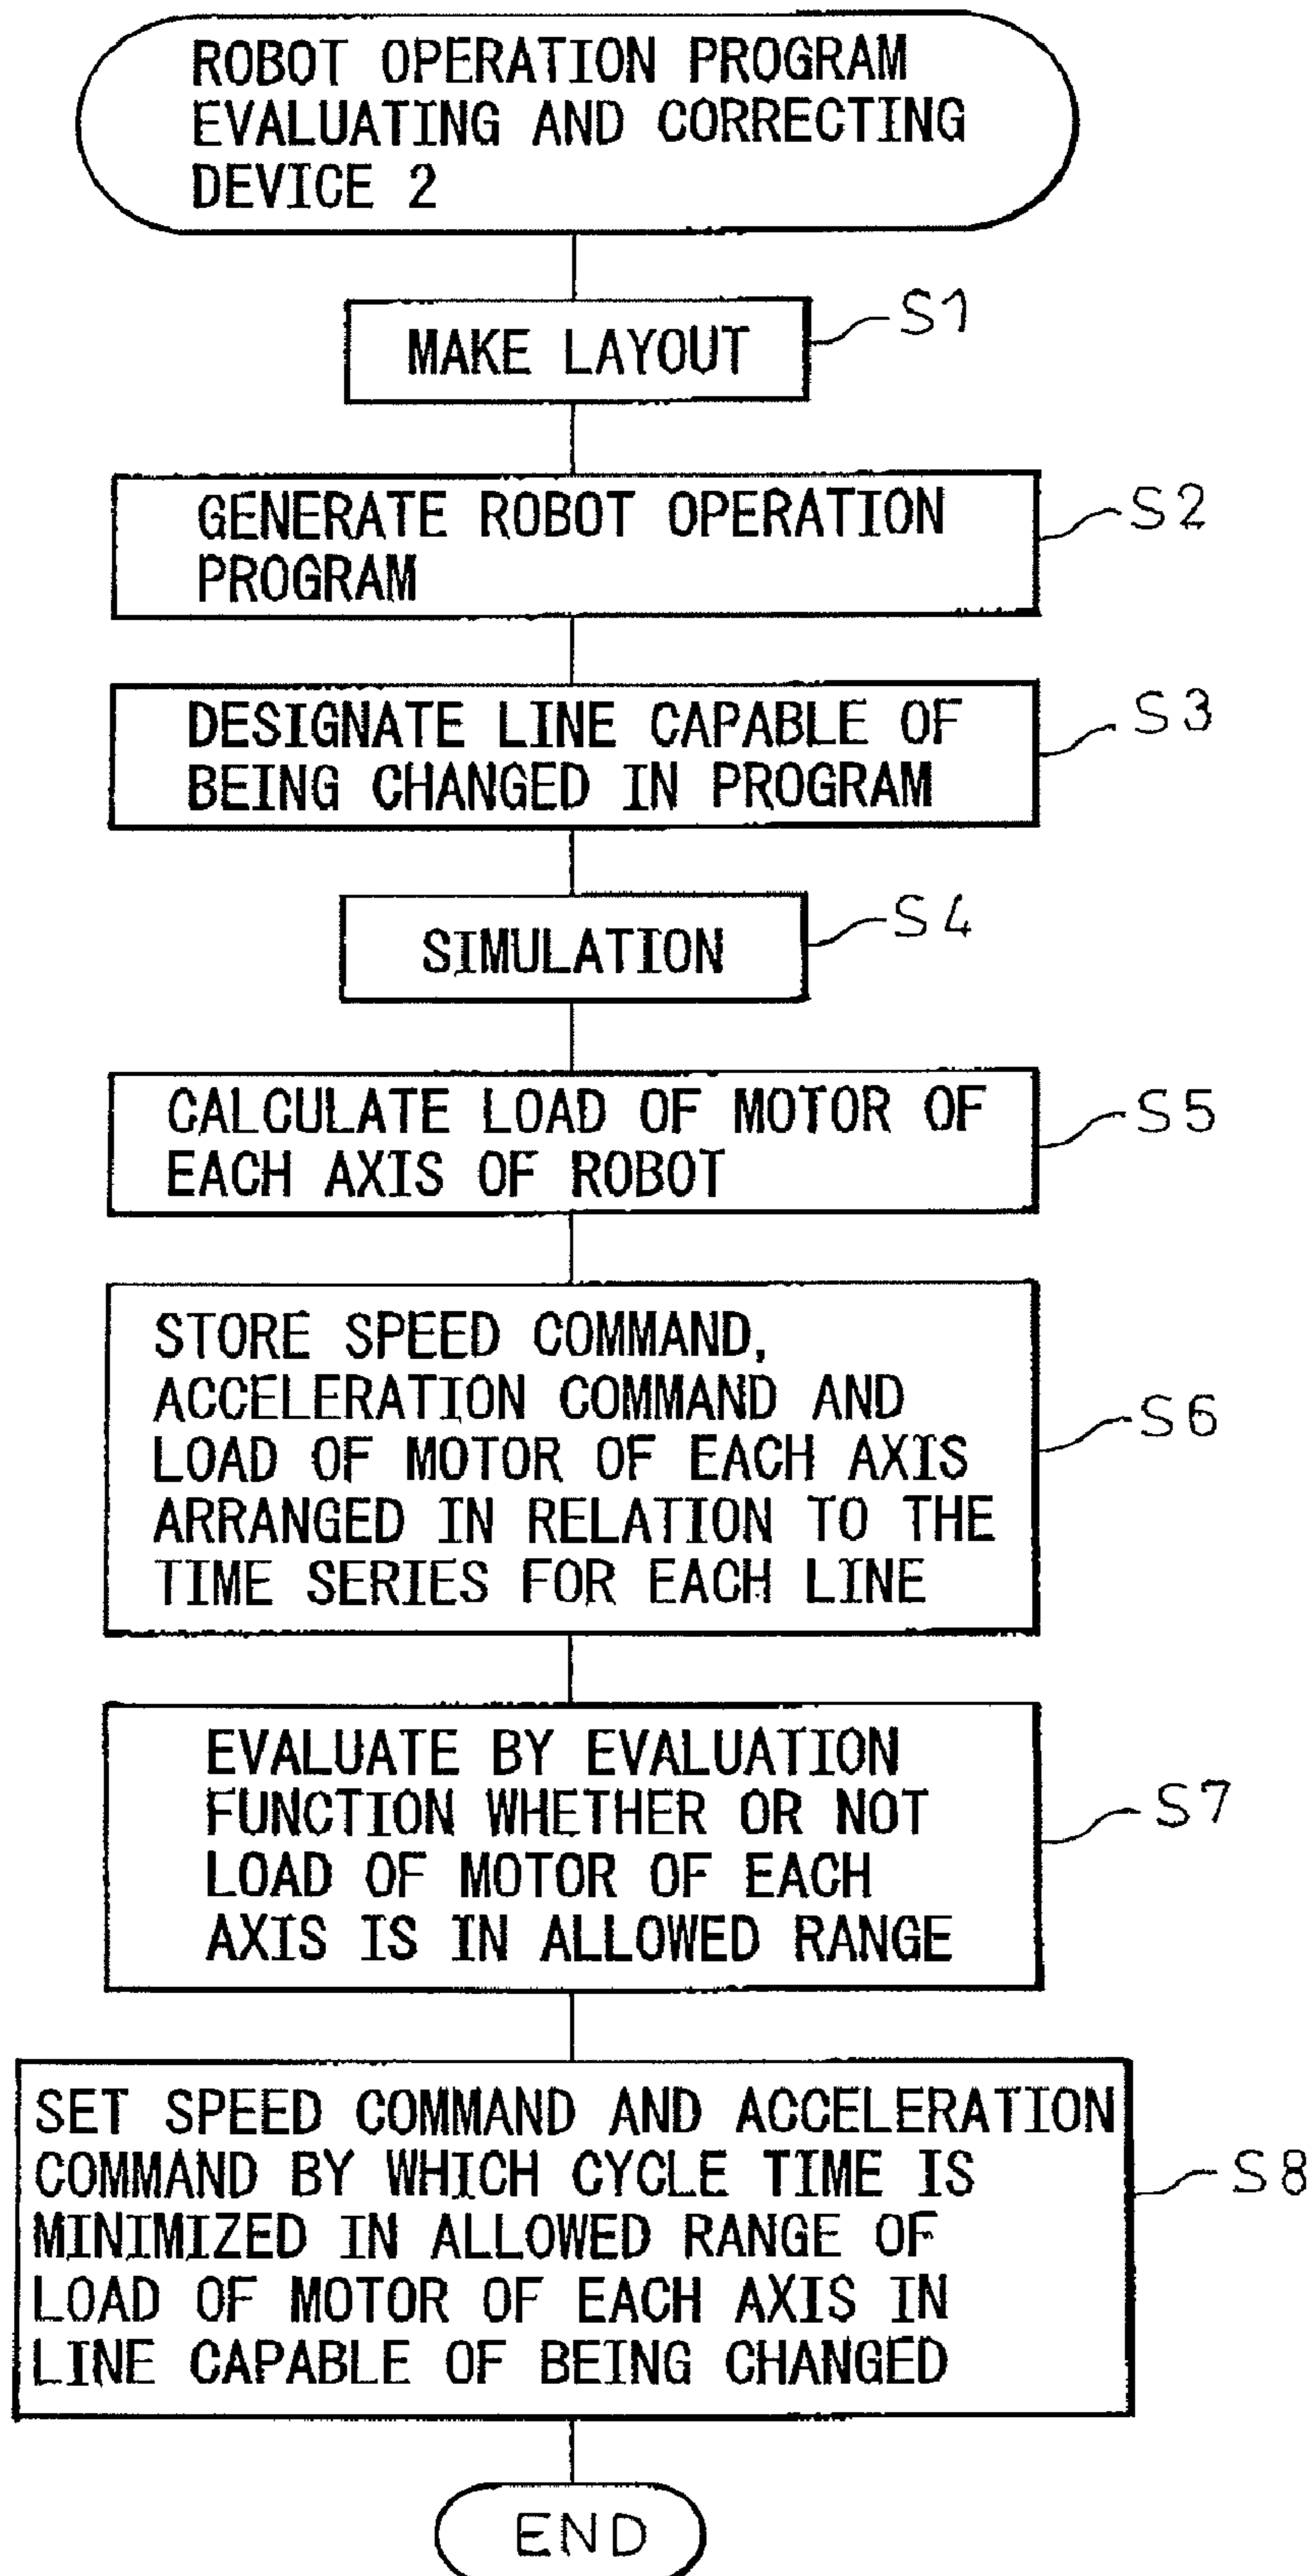 ROBOT OPERATION PROGRAM
EVALUATING AND CORRECTING
DEVICE 2
MAKE LAYOUT
S1
GENERATE ROBOT OPERATION
PROGRAM
S2
DESIGNATE LINE CAPABLE OF
BEING CHANGED IN PROGRAM
S3
SIMULATION
S4
CALCULATE LOAD OF MOTOR OF
EACH AXIS OF ROBOT
S5
STORE SPEED COMMAND,
ACCELERATION COMMAND AND
LOAD OF MOTOR OF EACH AXIS
ARRANGED IN RELATION TO THE
TIME SERIES FOR EACH LINE
S6
EVALUATE BY EVALUATION
FUNCTION WHETHER OR NOT
LOAD OF MOTOR OF EACH
AXIS IS IN ALLOWED RANGE
S7
SET SPEED COMMAND AND ACCELERATION
COMMAND BY WHICH CYCLE TIME IS
MINIMIZED IN ALLOWED RANGE OF
LOAD OF MOTOR OF EACH AXIS IN
LINE CAPABLE OF BEING CHANGED
S8
END